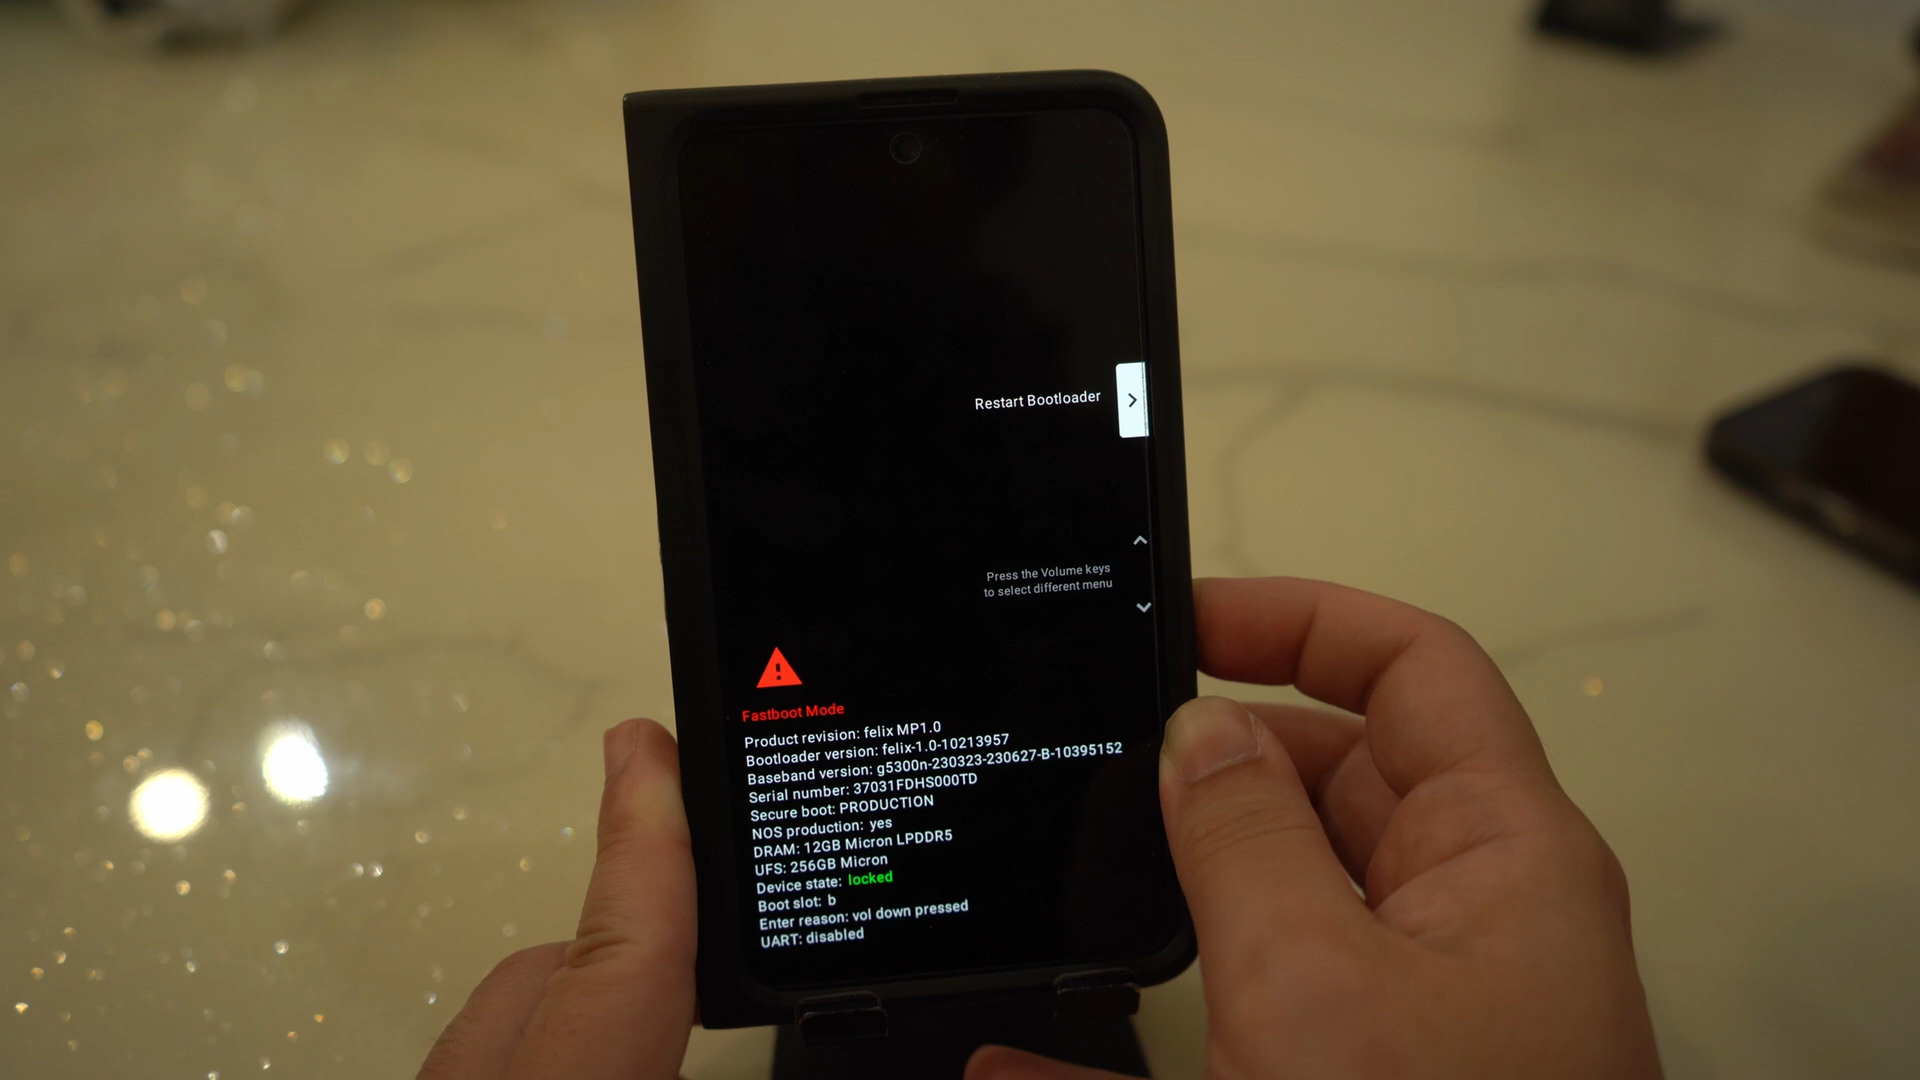 Restart Bootloader
Press the Volume keys
to select different menu
Fastboot Mode
Product revision: felix MP1.0
Bootloader version: felix-1.0-10213957
Baseband version: g5300n-230323-230627-B-10395152
Serial number: 37031FDHS000TD
Secure boot: PRODUCTION
NOS production: yes
DRAM: 12GB Micron LPDDR5
UFS: 256GB Micron
Device state: locked
Boot slot: b
Enter reason: vol down pressed
UART: disabled